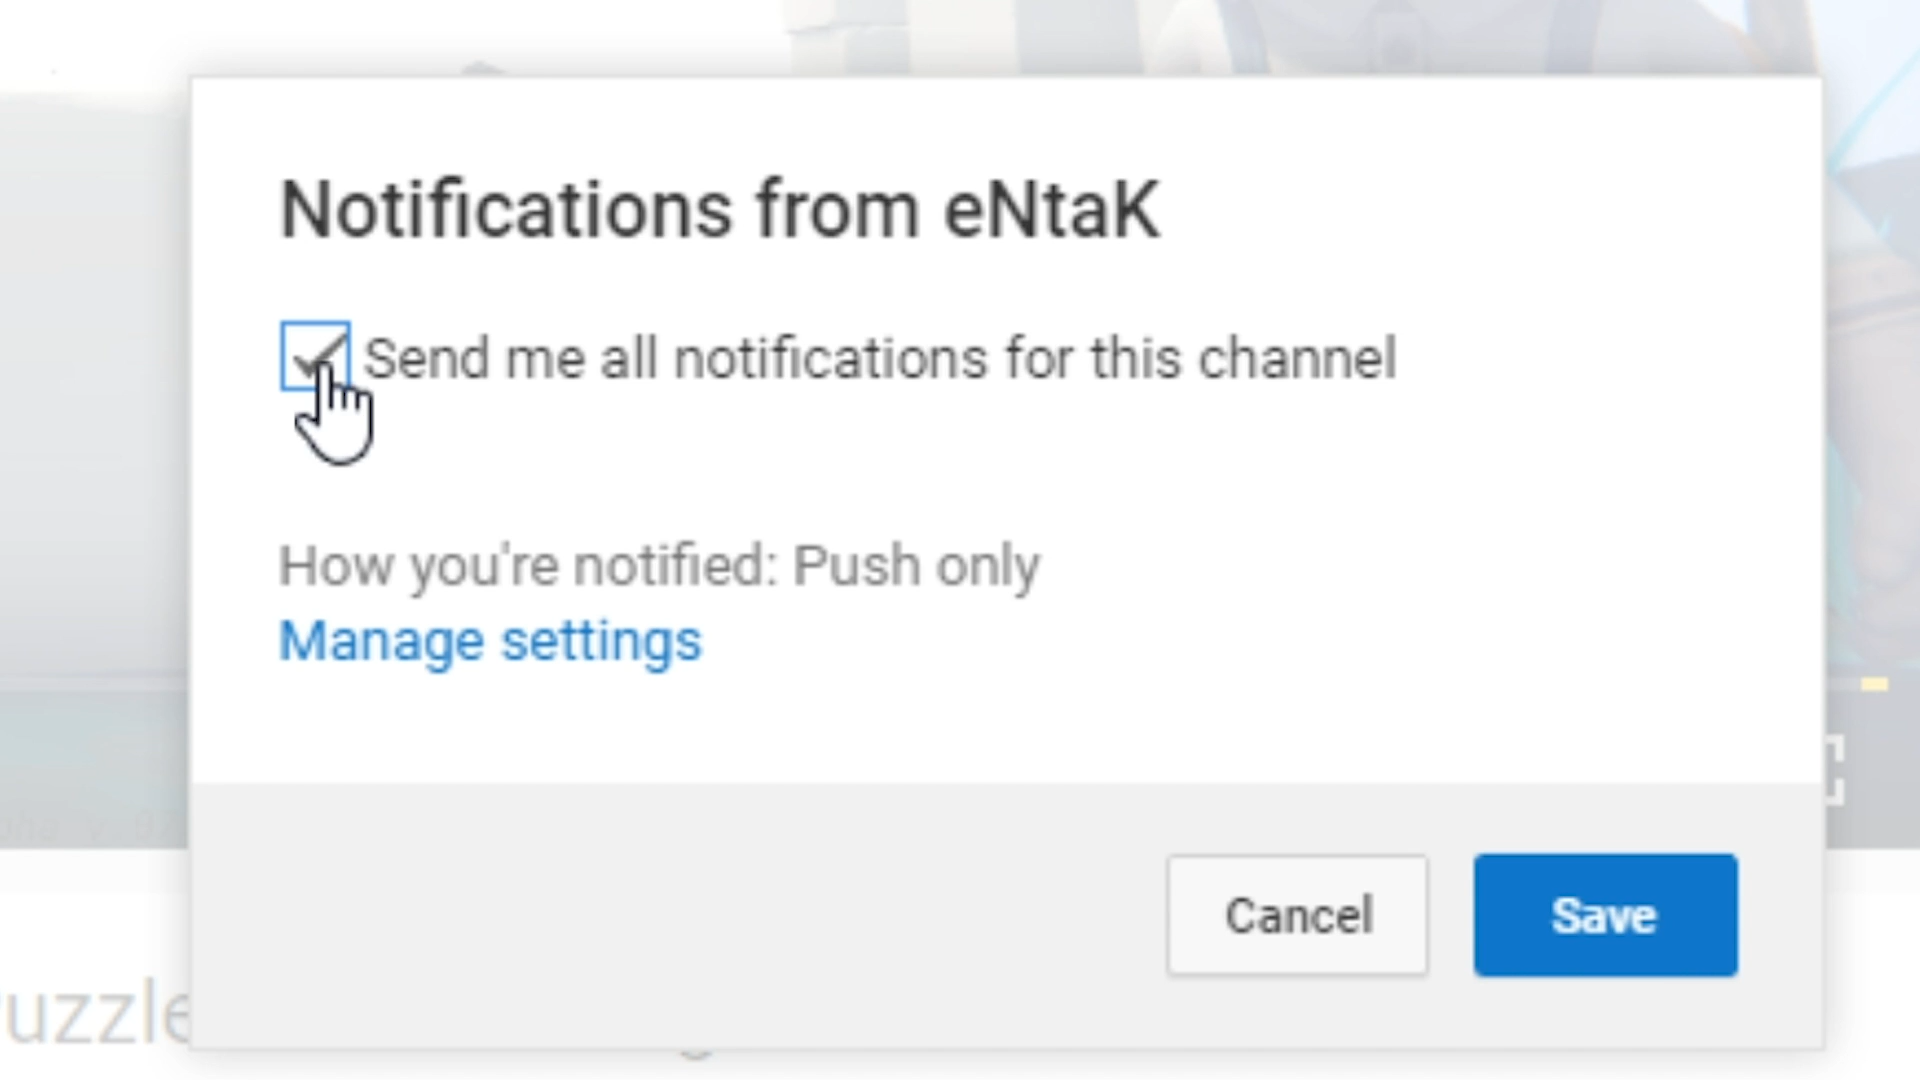 Notifications from eNtaK
Send me all notifications for this channel
How you're notified: Push only
Manage settings
Cancel
Save